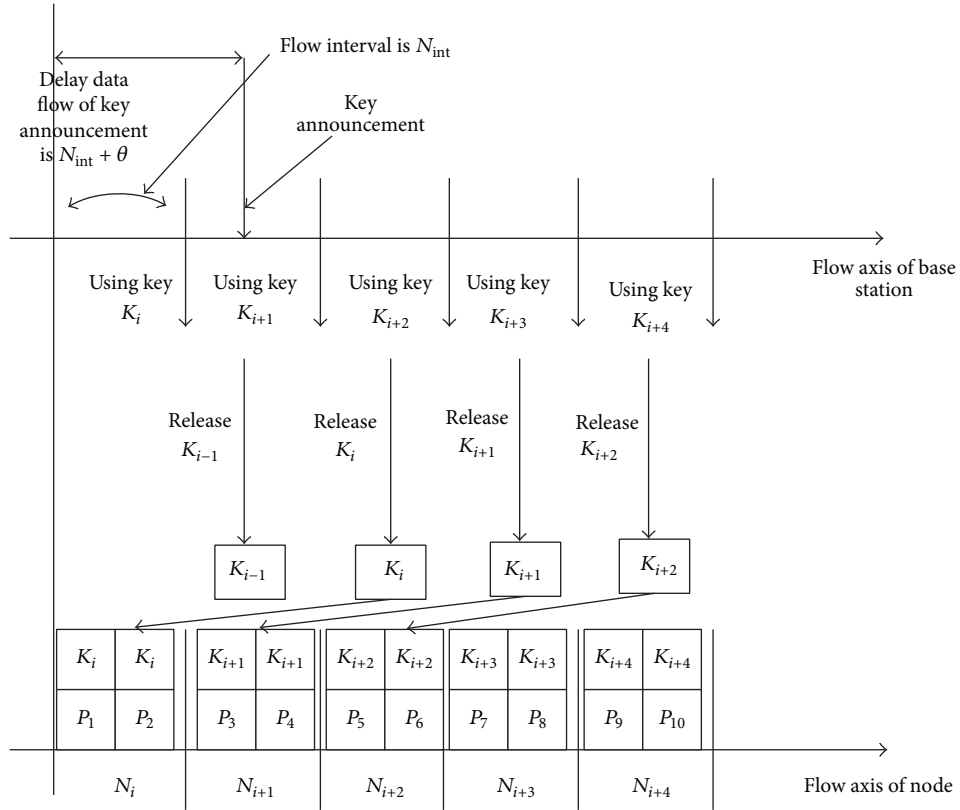 Flow interval is N_int
Delay data
flow of key
announcement
is N_int + θ
Key
announcement
Using key
K_i
Using key
K_{i+1}
Using key
K_{i+2}
Using key
K_{i+3}
Using key
K_{i+4}
Flow axis of base
station
Release
K_{i−1}
Release
K_i
Release
K_{i+1}
Release
K_{i+2}
K_{i−1}
K_i
K_{i+1}
K_{i+2}
K_i K_i K_{i+1} K_{i+1} K_{i+2} K_{i+2} K_{i+3} K_{i+3} K_{i+4} K_{i+4}
P_1 P_2 P_3 P_4 P_5 P_6 P_7 P_8 P_9 P_10
N_i N_{i+1} N_{i+2} N_{i+3} N_{i+4}
Flow axis of node